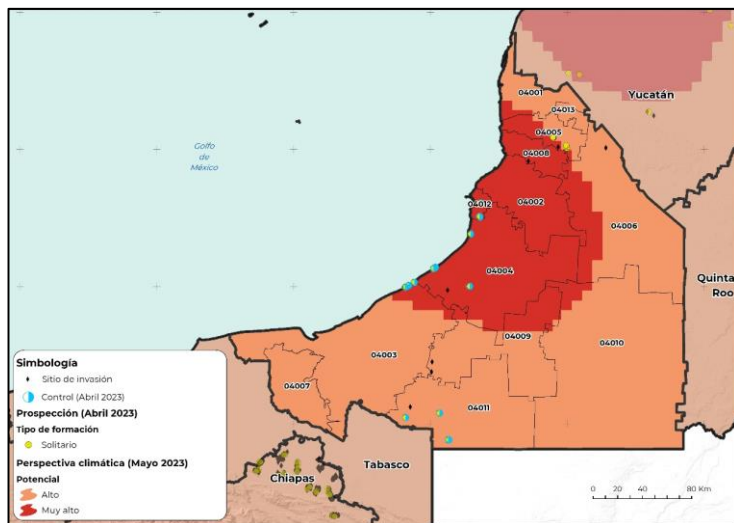 04001
04013
Yucatán
04005
04008
Golfo
de
México
04012
04002
04006
04004
Quintana
Roo
04009
04003
04010
04007
04011
Tabasco
Chiapas
Simbología
Sitio de invasión
Control (Abril 2023)
Prospección (Abril 2023)
Tipo de formación
Solitario
Perspectiva climática (Mayo 2023)
Potencial
Alto
Muy alto
0 20 40 80 Km